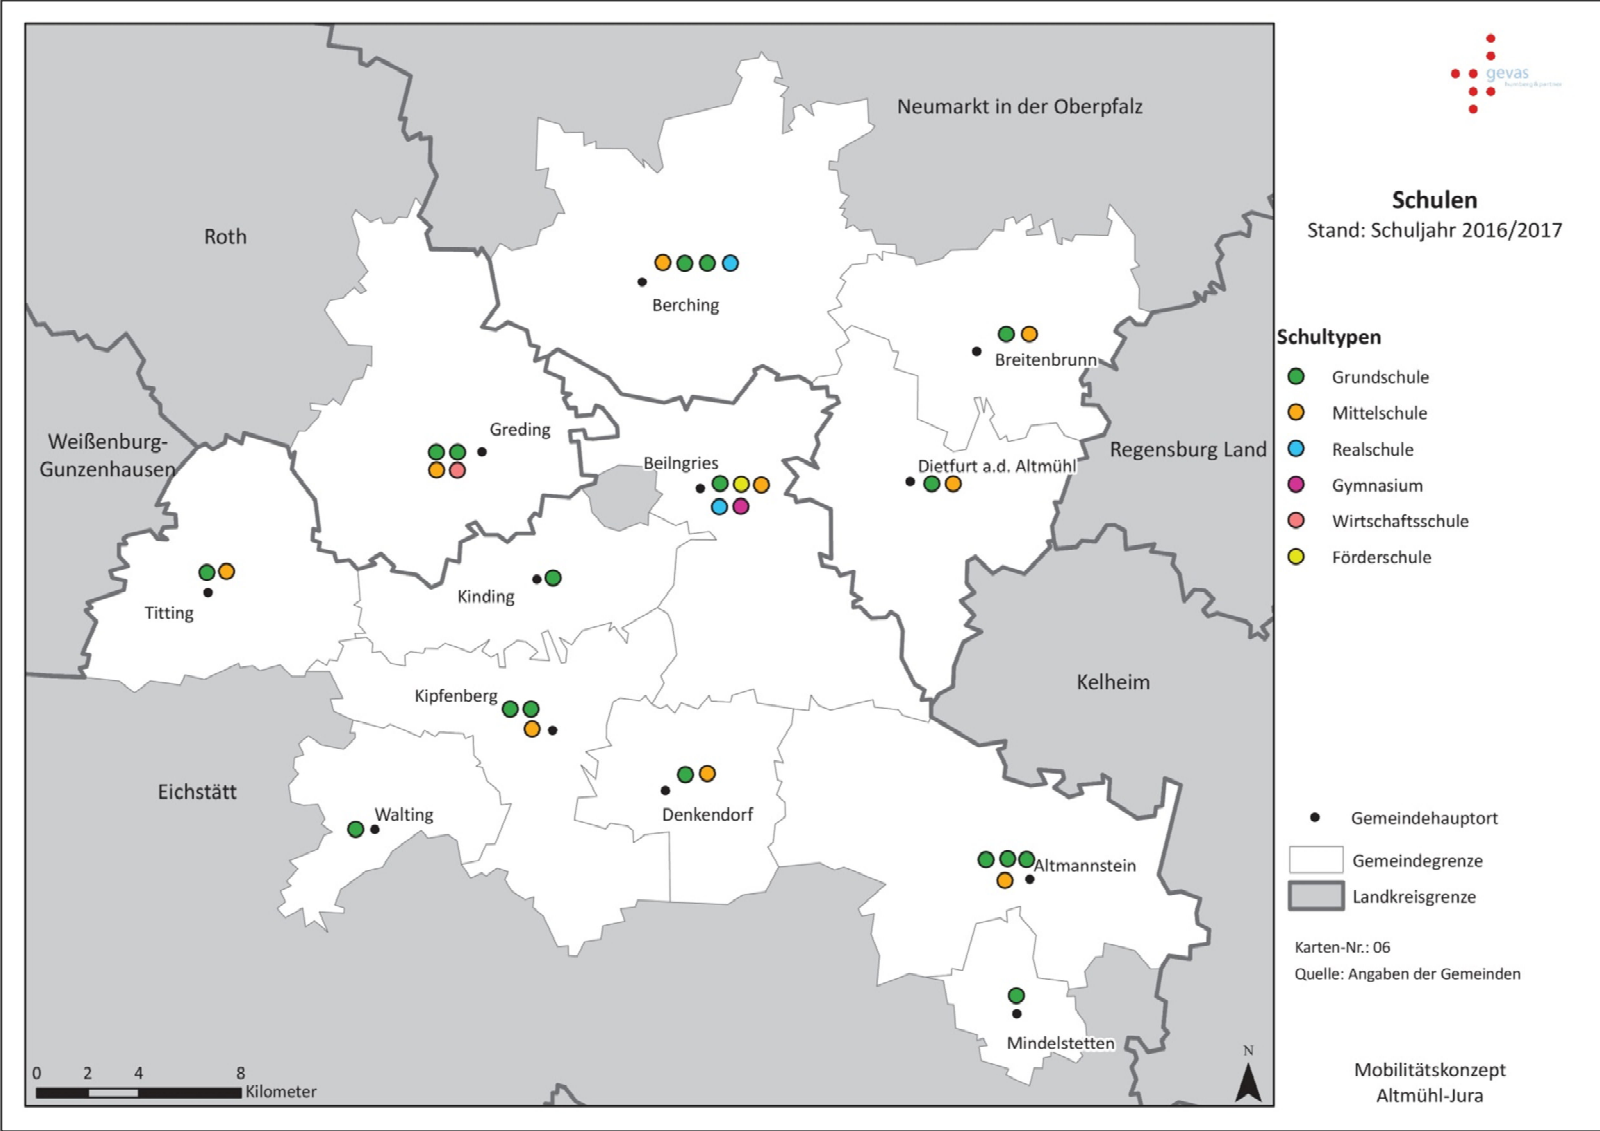 Neumarkt in der Oberpfalz
Roth
Berching
Breitenbrunn
Greding
Weißenburg-
Gunzenhausen
Beilngries
Dietfurt a.d. Altmühl
Regensburg Land
Kinding
Titting
Kipfenberg
Kelheim
Eichstätt
Walting
Denkendorf
Altmannstein
Mindelstetten
0 2 4 8
Kilometer
N
gevas
Schulen
Stand: Schuljahr 2016/2017
Schultypen
Grundschule
Mittelschule
Realschule
Gymnasium
Wirtschaftsschule
Förderschule
Gemeindehauptort
Gemeindegrenze
Landkreisgrenze
Karten-Nr.: 06
Quelle: Angaben der Gemeinden
Mobilitätskonzept
Altmühl-Jura